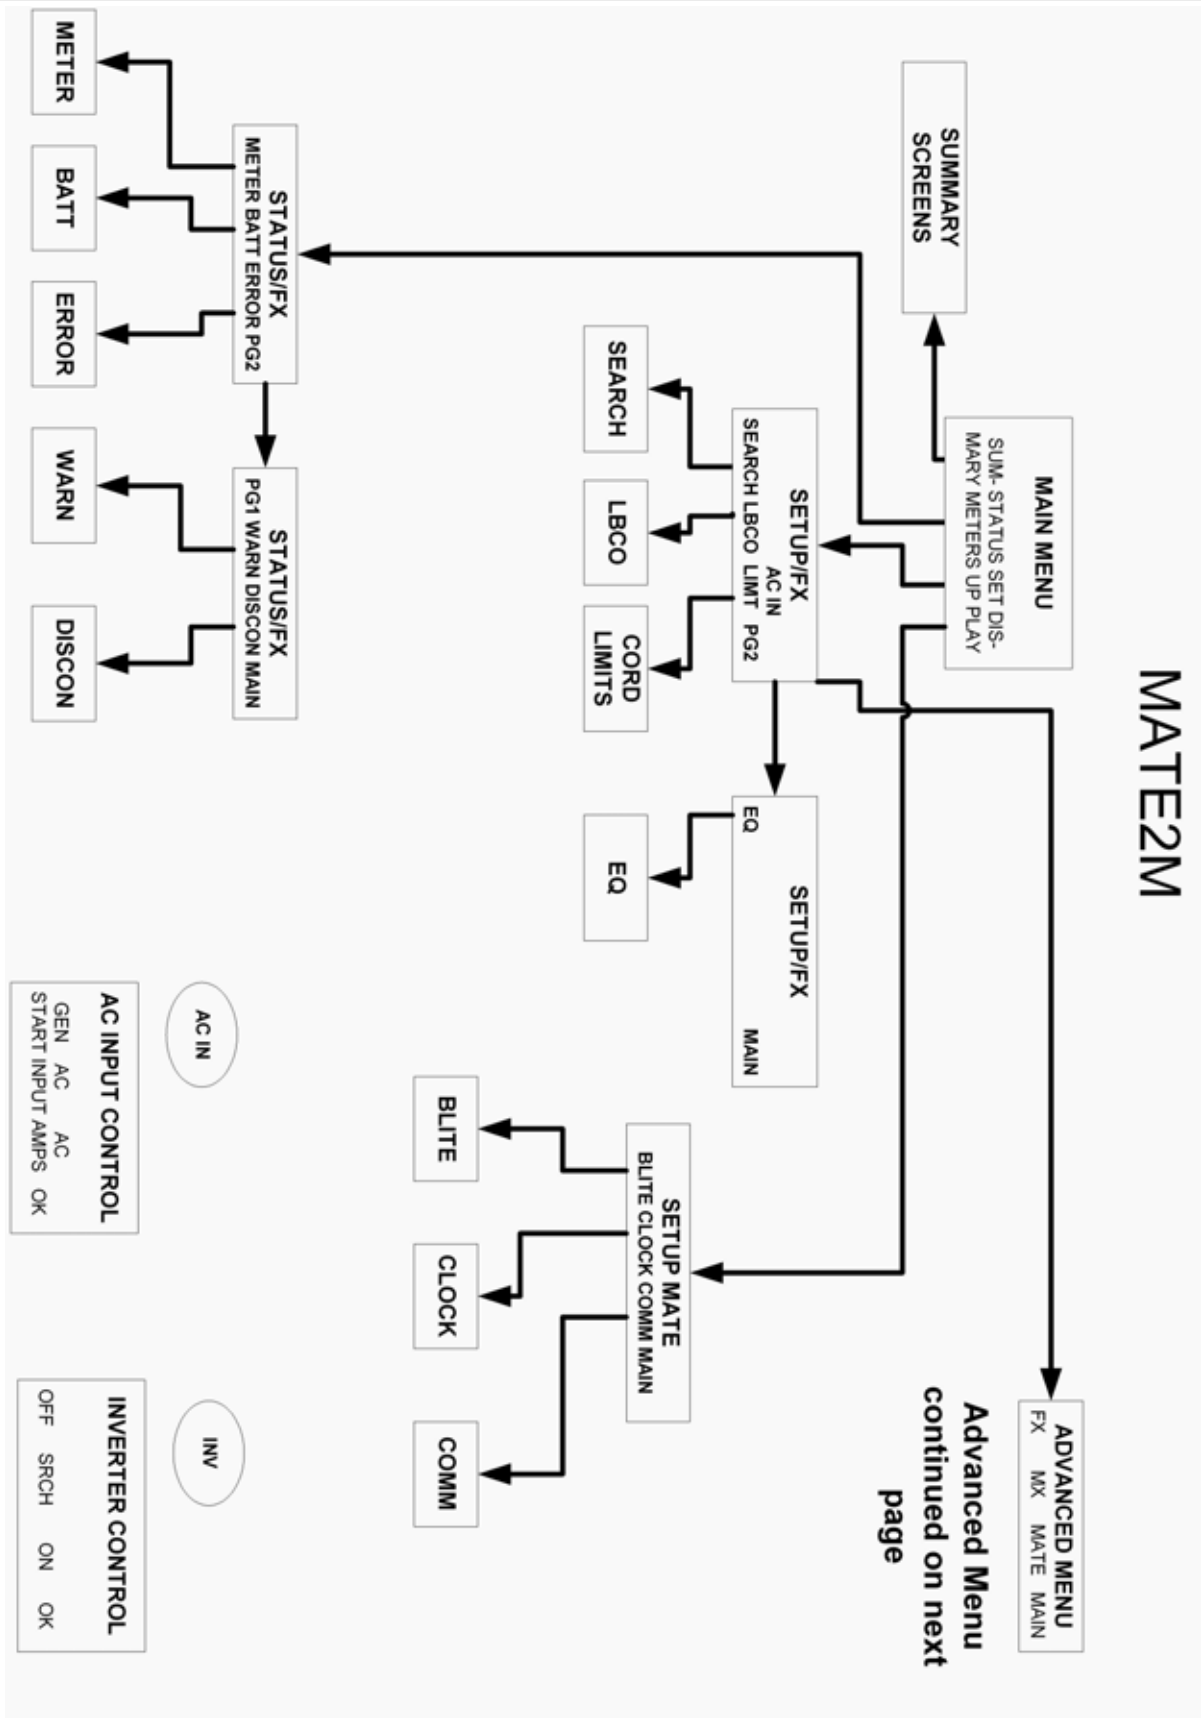 MATE2M
MAIN MENU
SUM- STATUS SET DIS-
MARY METERS UP PLAY
SUMMARY
SCREENS
ADVANCED MENU
FX MX MATE MAIN
Advanced Menu
continued on next
page
SETUP/FX
AC IN
SEARCH LBCO LIMT PG2
SETUP/FX
EQ MAIN
SEARCH
LBCO
CORD
LIMITS
EQ
SETUP MATE
BLITE CLOCK COMM MAIN
BLITE
CLOCK
COMM
STATUS/FX
METER BATT ERROR PG2
STATUS/FX
PG1 WARN DISCON MAIN
METER
BATT
ERROR
WARN
DISCON
AC IN
AC INPUT CONTROL
GEN AC AC
START INPUT AMPS OK
INV
INVERTER CONTROL
OFF SRCH ON OK